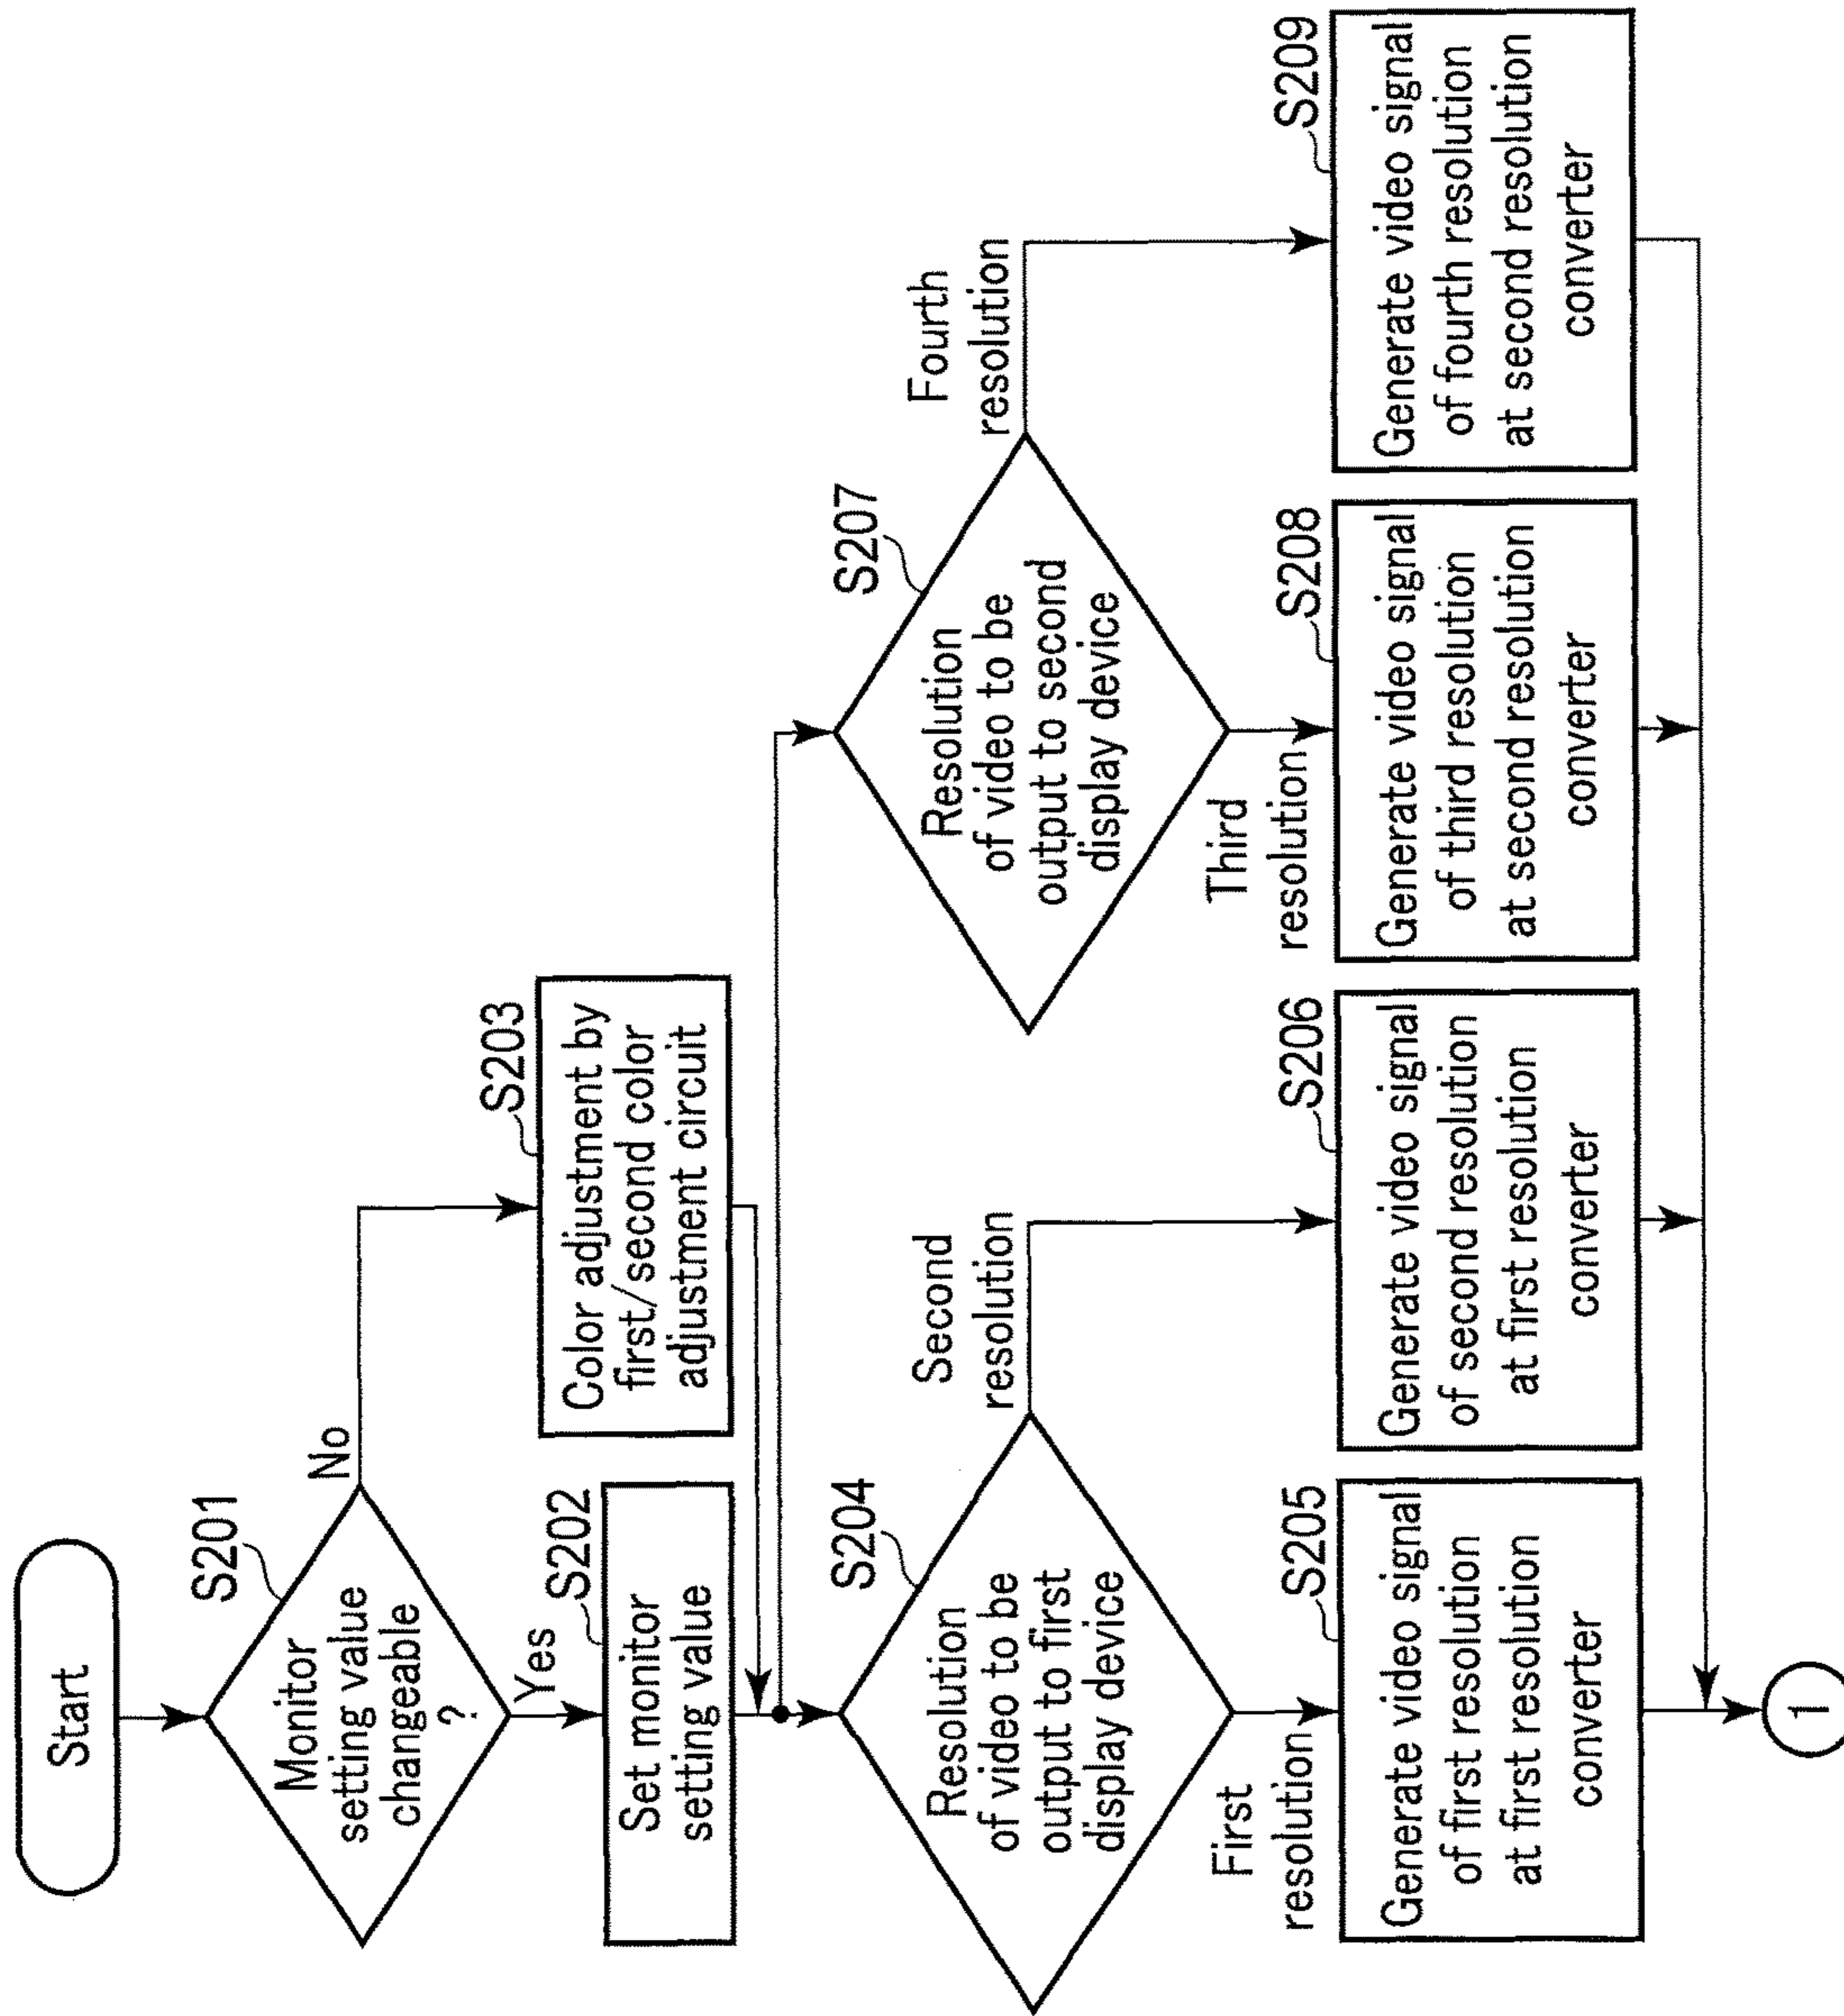 Start
S201
Monitor
setting value
changeable
?
No
Yes
S202
Set monitor
setting value
S203
Color adjustment by
first/second color
adjustment circuit
S204
Resolution
of video to be
output to first
display device
Second
resolution
First
resolution
S205
Generate video signal
of first resolution
at first resolution
converter
S206
Generate video signal
of second resolution
at first resolution
converter
S207
Resolution
of video to be
output to second
display device
Fourth
resolution
Third
resolution
S208
Generate video signal
of third resolution
at second resolution
converter
S209
Generate video signal
of fourth resolution
at second resolution
converter
1